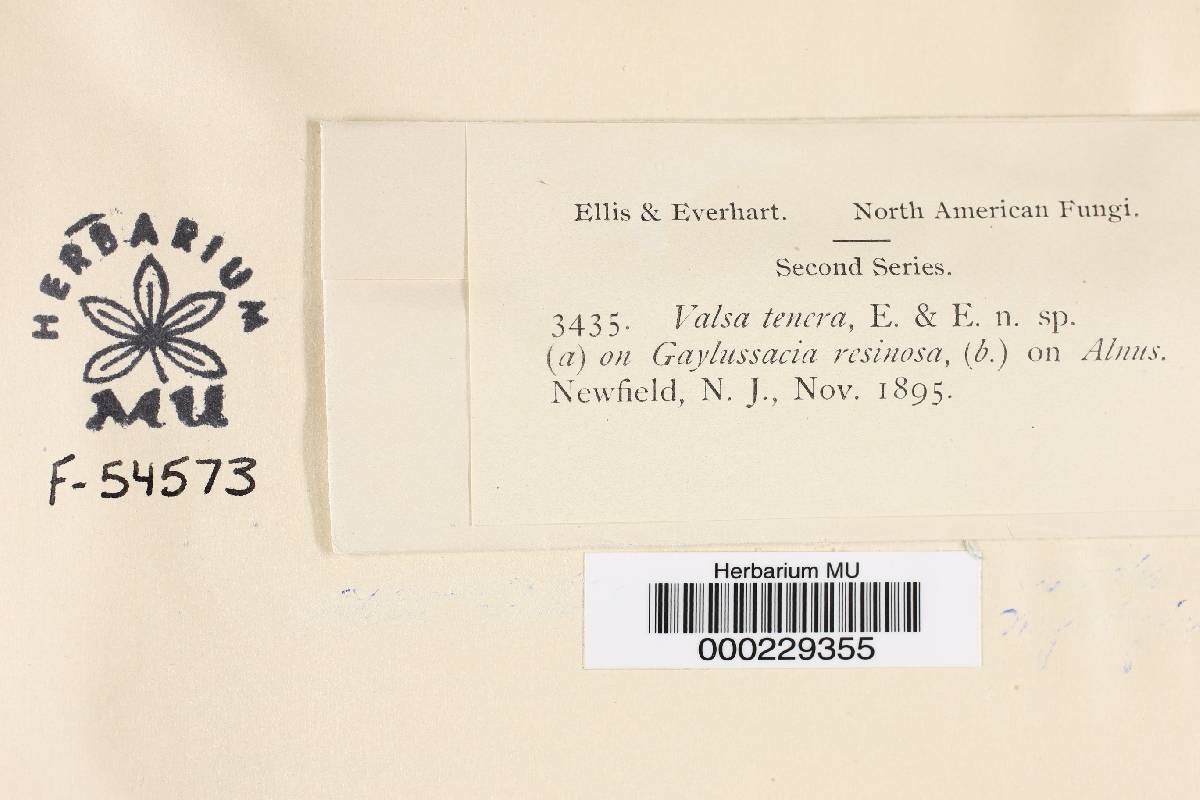 Ellis & Everhart. North American Fungi.
Second Series.
3435. Valsa tenera, E. & E. n. sp.
(a) on Gaylussacia resinosa, (b.) on Alnus.
Newfield, N. J., Nov. 1895.
HERBARIUM
MU
F-54573
Herbarium MU
000229355